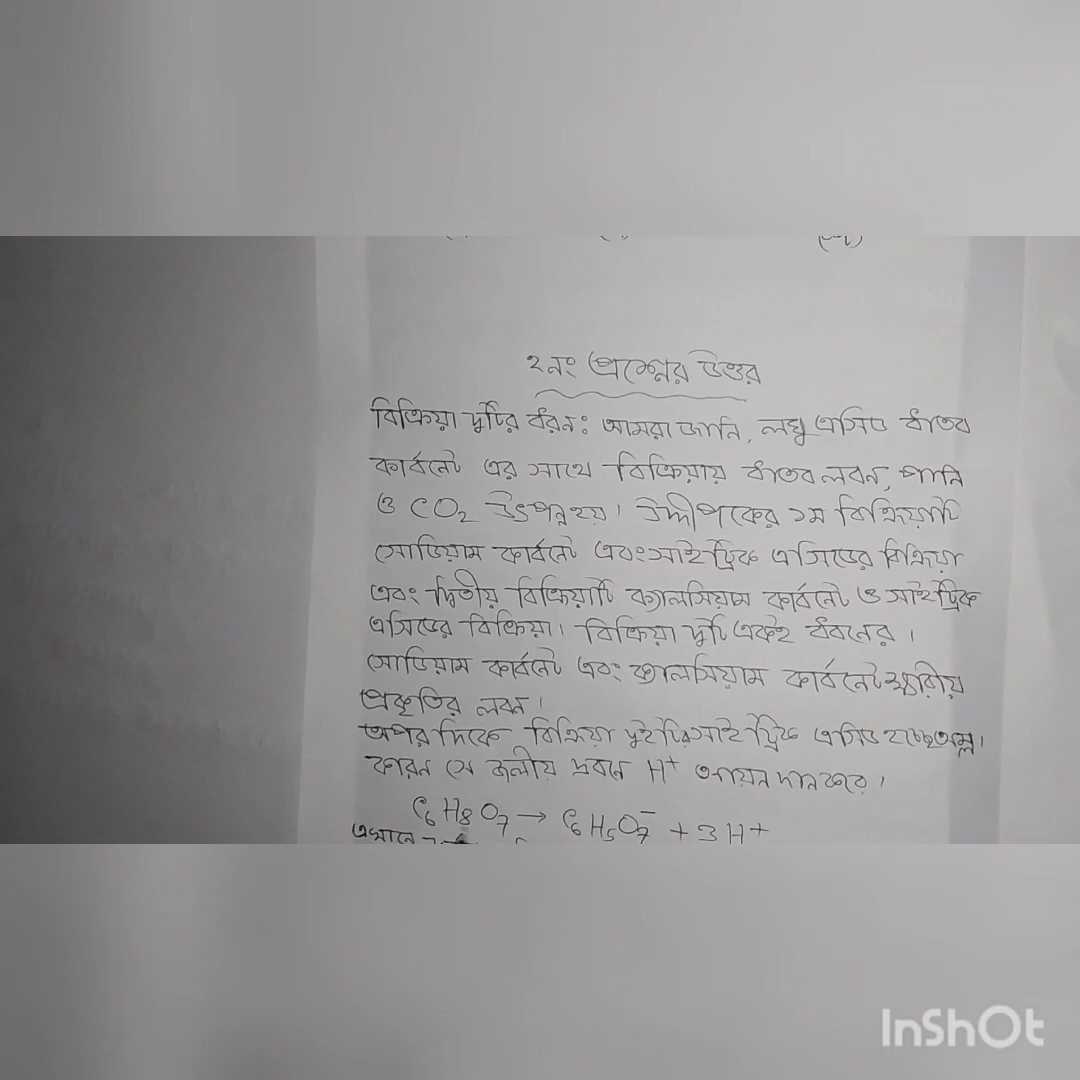 ২নং প্রশ্নের উত্তর
বিক্রিয়া দুটির ধরন: আমরা জানি, লঘু এসিড ধাতব
কার্বনেট এর সাথে বিক্রিয়ায় ধাতব লবন, পানি
ও CO₂ উৎপন্ন হয়। উদ্দীপকের ১ম বিক্রিয়াটি
সোডিয়াম কার্বনেট এবং সাইট্রিক এসিডের বিক্রিয়া
এবং দ্বিতীয় বিক্রিয়াটি ক্যালসিয়াম কার্বনেট ও সাইট্রিক
এসিডের বিক্রিয়া। বিক্রিয়া দুটি একই ধরনের।
সোডিয়াম কার্বনেট এবং ক্যালসিয়াম কার্বনেট ক্ষারীয়
প্রকৃতির লবন।
অপর দিকে বিক্রিয়া দুইটির সাইট্রিক এসিড হচ্ছে অম্ল।
কারন সে জলীয় দ্রবনে H⁺ আয়ন দান করে।
C₆H₈O₇ → C₆H₅O₇⁻ + 3H⁺
এখানে
InShOt